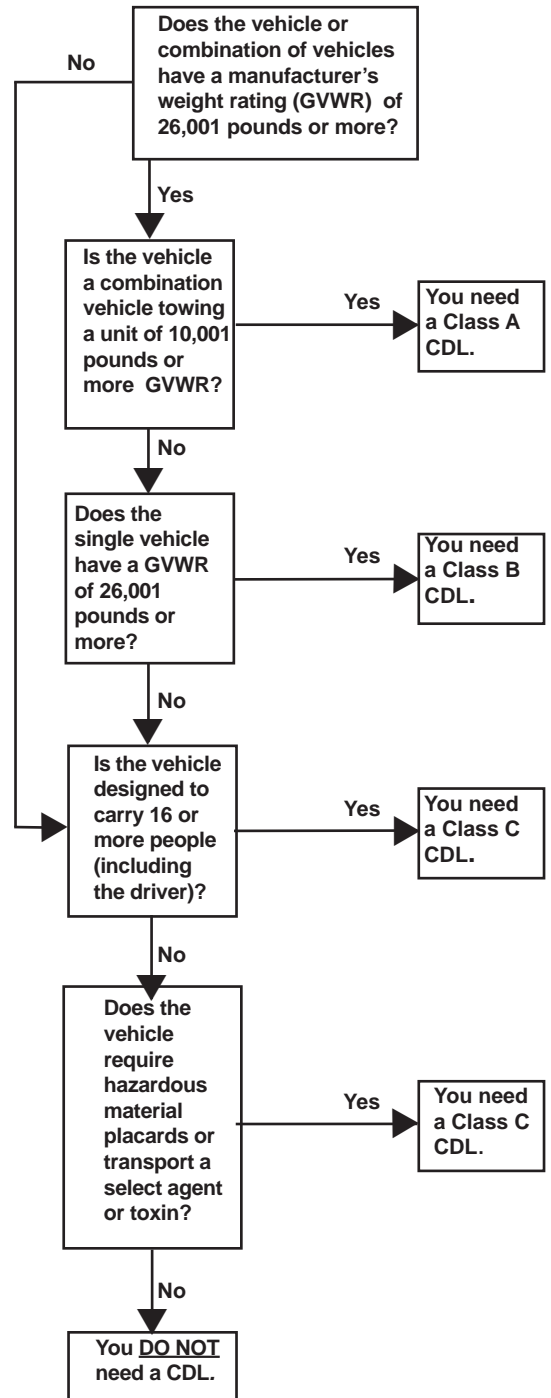 Does the vehicle or
combination of vehicles
have a manufacturer's
weight rating (GVWR) of
26,001 pounds or more?
No
Yes
Is the vehicle
a combination
vehicle towing
a unit of 10,001
pounds or
more GVWR?
Yes
You need
a Class A
CDL.
No
Does the
single vehicle
have a GVWR
of 26,001
pounds or
more?
Yes
You need
a Class B
CDL.
No
Is the vehicle
designed to
carry 16 or
more people
(including
the driver)?
Yes
You need
a Class C
CDL.
No
Does the
vehicle
require
hazardous
material
placards or
transport a
select agent
or toxin?
Yes
You need
a Class C
CDL.
No
You DO NOT
need a CDL.